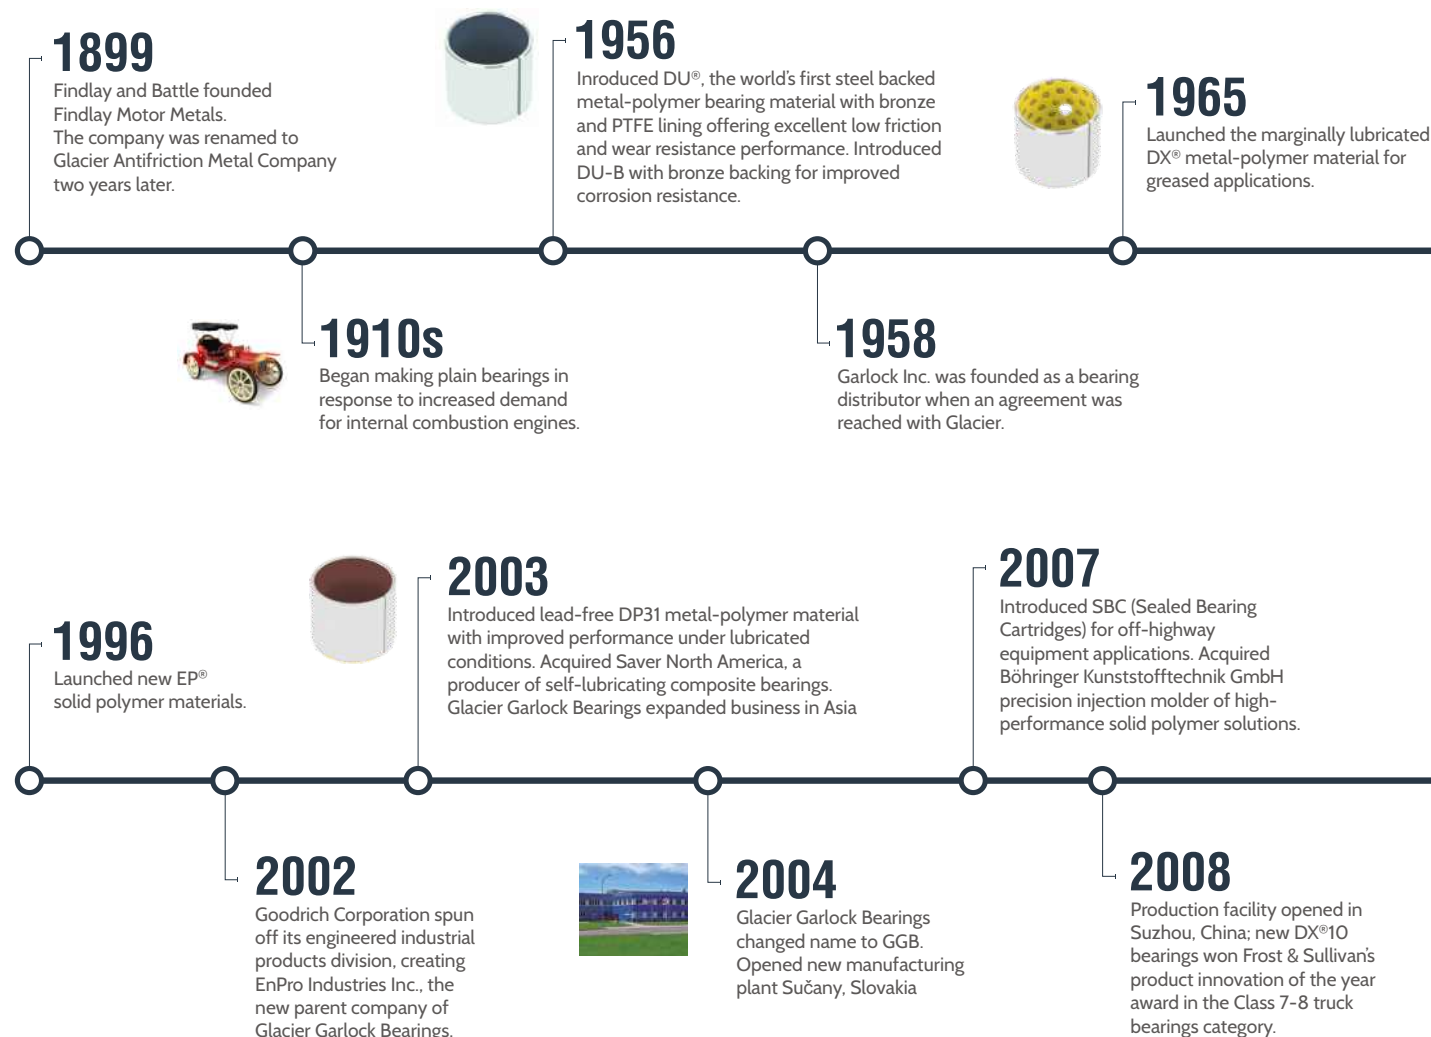 1899
Findlay and Battle founded
Findlay Motor Metals.
The company was renamed to
Glacier Antifriction Metal Company
two years later.
1956
Inroduced DU®, the world's first steel backed
metal-polymer bearing material with bronze
and PTFE lining offering excellent low friction
and wear resistance performance. Introduced
DU-B with bronze backing for improved
corrosion resistance.
1965
Launched the marginally lubricated
DX® metal-polymer material for
greased applications.
1910s
Began making plain bearings in
response to increased demand
for internal combustion engines.
1958
Garlock Inc. was founded as a bearing
distributor when an agreement was
reached with Glacier.
1996
Launched new EP®
solid polymer materials.
2003
Introduced lead-free DP31 metal-polymer material
with improved performance under lubricated
conditions. Acquired Saver North America, a
producer of self-lubricating composite bearings.
Glacier Garlock Bearings expanded business in Asia
2007
Introduced SBC (Sealed Bearing
Cartridges) for off-highway
equipment applications. Acquired
Böhringer Kunststofftechnik GmbH
precision injection molder of high-
performance solid polymer solutions.
2002
Goodrich Corporation spun
off its engineered industrial
products division, creating
EnPro Industries Inc., the
new parent company of
Glacier Garlock Bearings.
2004
Glacier Garlock Bearings
changed name to GGB.
Opened new manufacturing
plant Sučany, Slovakia
2008
Production facility opened in
Suzhou, China; new DX®10
bearings won Frost & Sullivan's
product innovation of the year
award in the Class 7-8 truck
bearings category.